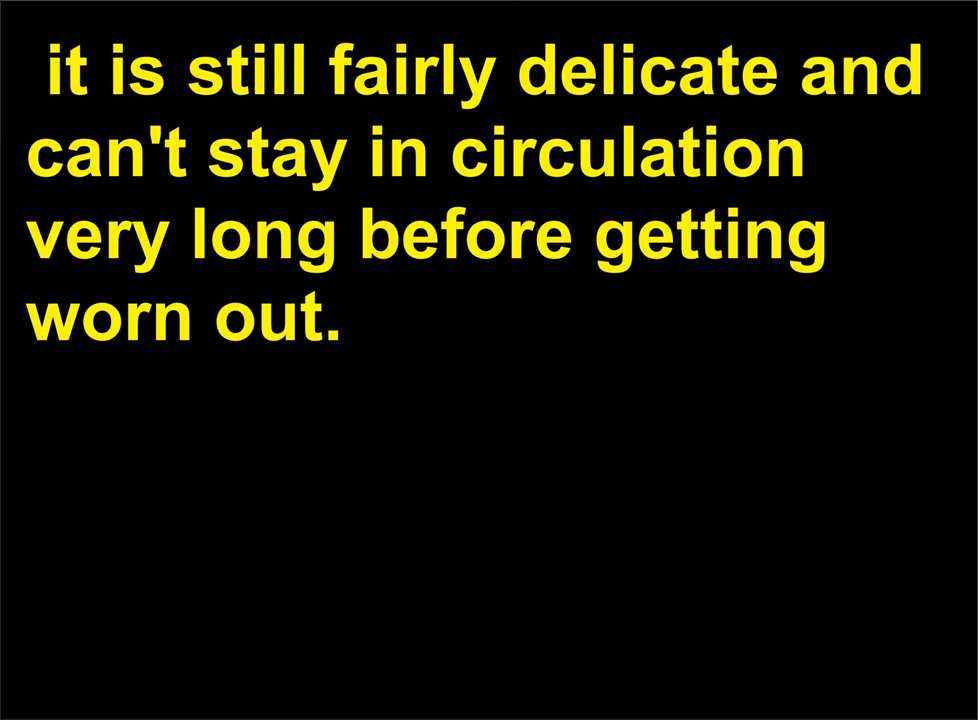 it is still fairly delicate and
can't stay in circulation
very long before getting
worn out.